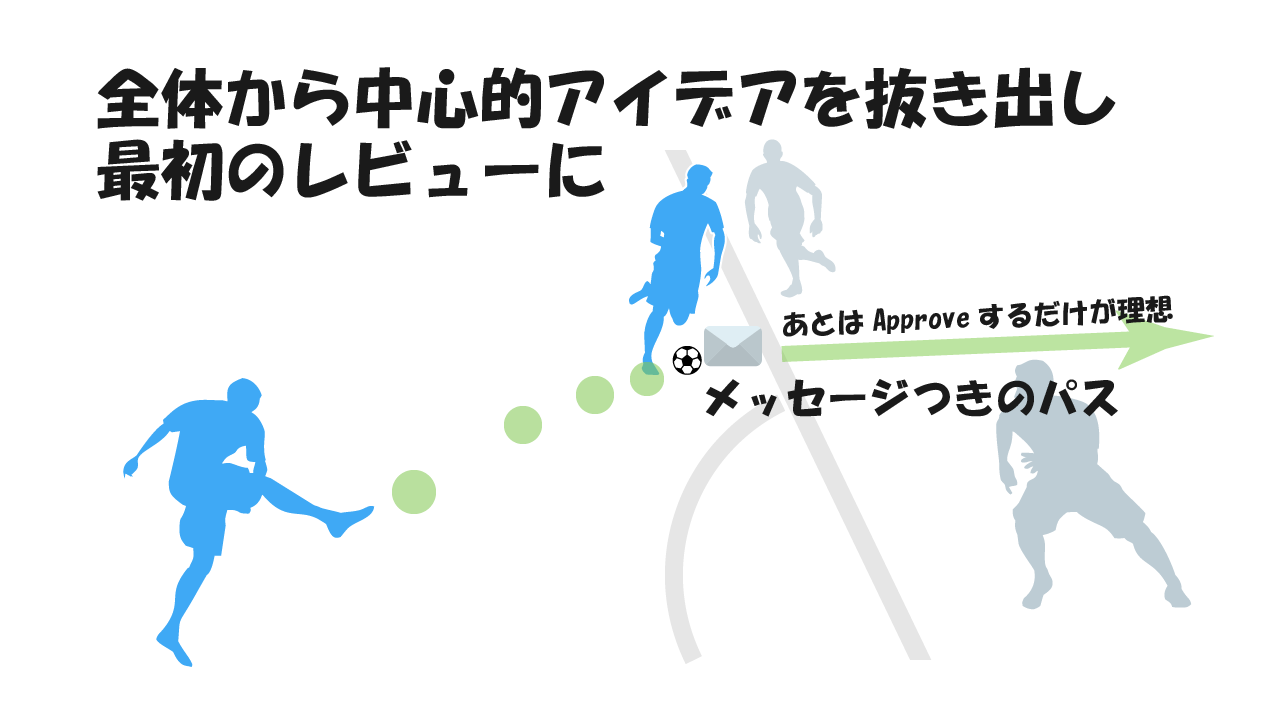 全体から中心的アイデアを抜き出し
最初のレビューに
あとは Approve するだけが理想
メッセージつきのパス